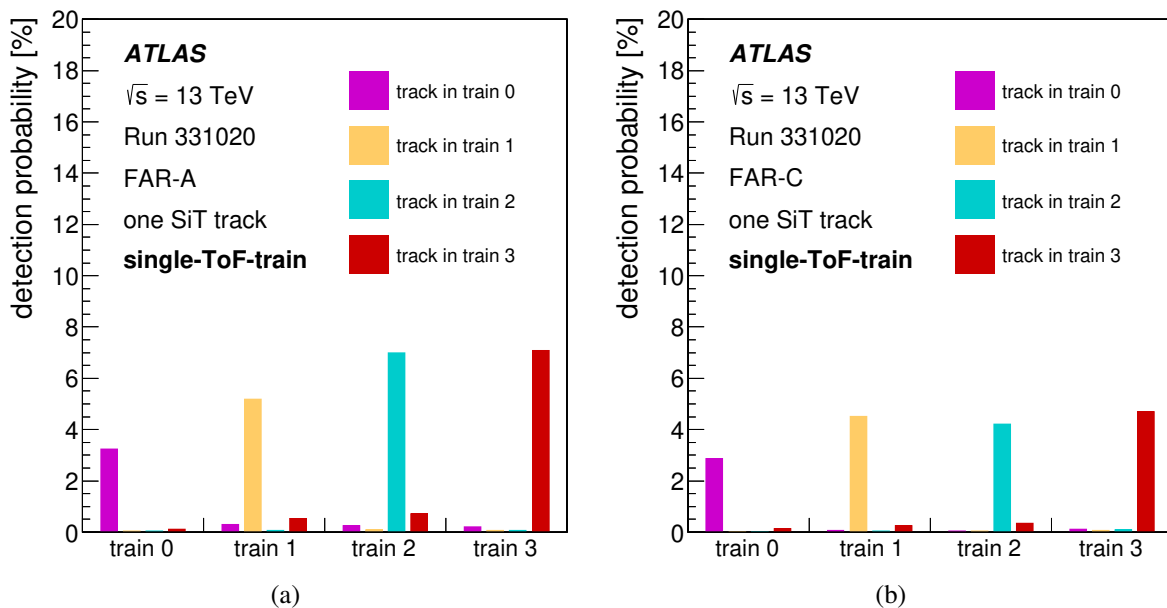 detection probability [%]
20
18
16
14
12
10
8
6
4
2
0
ATLAS
√s = 13 TeV
Run 331020
FAR-A
one SiT track
single-ToF-train
track in train 0
track in train 1
track in train 2
track in train 3
train 0 train 1 train 2 train 3
(a)
detection probability [%]
20
18
16
14
12
10
8
6
4
2
0
ATLAS
√s = 13 TeV
Run 331020
FAR-C
one SiT track
single-ToF-train
track in train 0
track in train 1
track in train 2
track in train 3
train 0 train 1 train 2 train 3
(b)